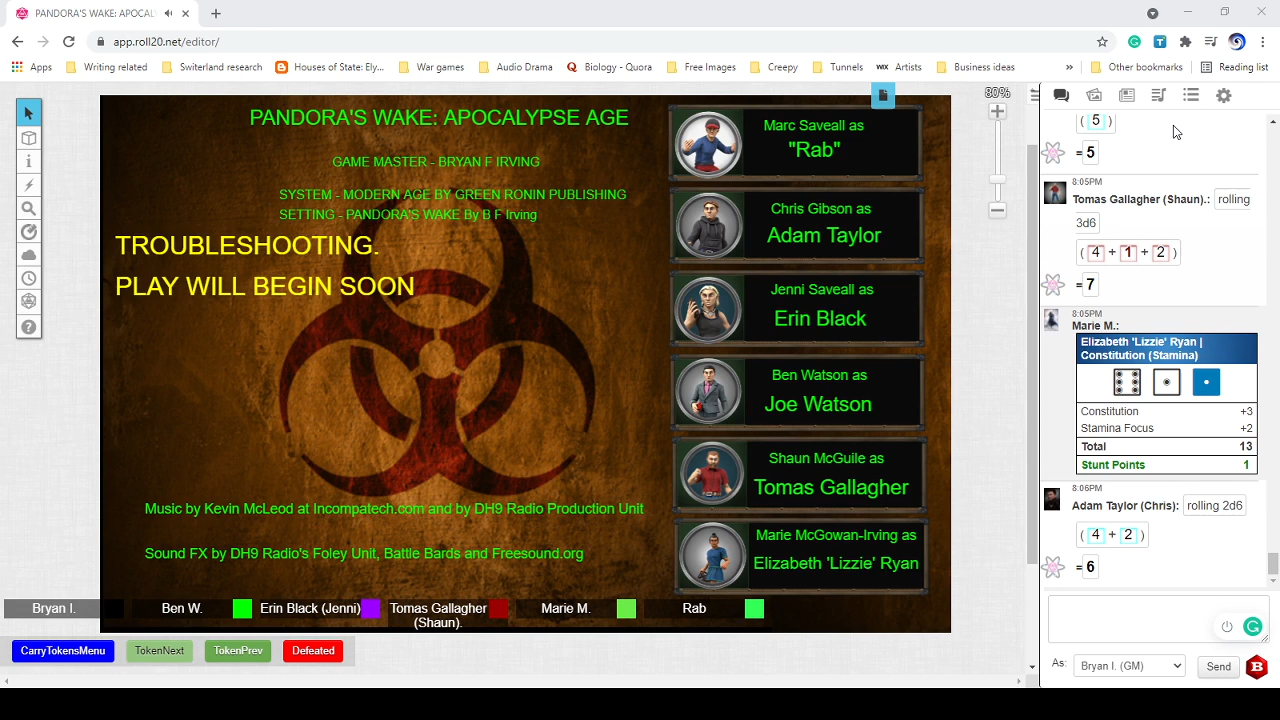 PANDORA'S WAKE: APOCAL
app.roll20.net/editor/
Apps
Writing related
Switerland research
Houses of State: Ely...
War games
Audio Drama
Biology - Quora
Free Images
Creepy
Tunnels
WIX Artists
Business ideas
»
Other bookmarks
Reading list
PANDORA'S WAKE: APOCALYPSE AGE
GAME MASTER - BRYAN F IRVING
SYSTEM - MODERN AGE BY GREEN RONIN PUBLISHING
SETTING - PANDORA'S WAKE By B F Irving
TROUBLESHOOTING.
PLAY WILL BEGIN SOON
Music by Kevin McLeod at Incompatech.com and by DH9 Radio Production Unit
Sound FX by DH9 Radio's Foley Unit, Battle Bards and Freesound.org
Marc Saveall as
"Rab"
Chris Gibson as
Adam Taylor
Jenni Saveall as
Erin Black
Ben Watson as
Joe Watson
Shaun McGuile as
Tomas Gallagher
Marie McGowan-Irving as
Elizabeth 'Lizzie' Ryan
Bryan I.
Ben W.
Erin Black (Jenni)
Tomas Gallagher
(Shaun).
Marie M.
Rab
CarryTokensMenu
TokenNext
TokenPrev
Defeated
80%
( 5 )
= 5
8:05PM
Tomas Gallagher (Shaun).: rolling
3d6
( 4 + 1 + 2 )
= 7
8:05PM
Marie M.:
Elizabeth 'Lizzie' Ryan |
Constitution (Stamina)
Constitution +3
Stamina Focus +2
Total 13
Stunt Points 1
8:06PM
Adam Taylor (Chris): rolling 2d6
( 4 + 2 )
= 6
As: Bryan I. (GM)
Send